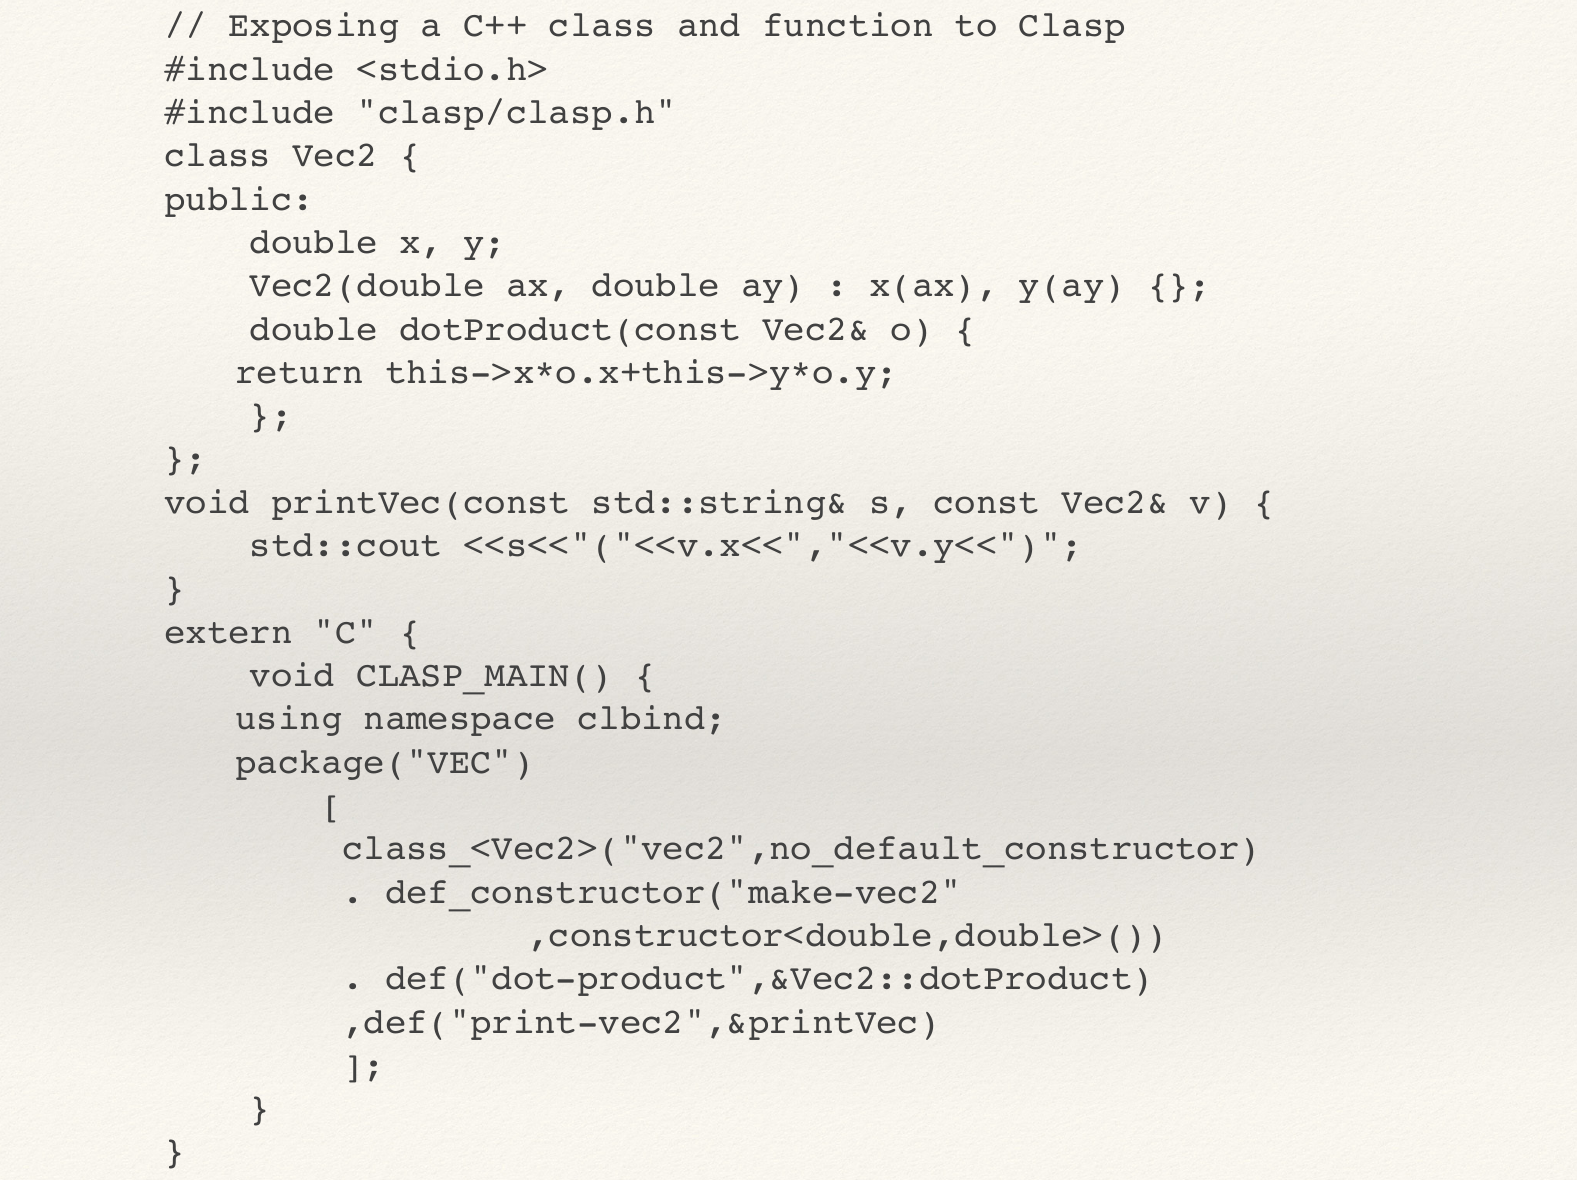 // Exposing a C++ class and function to Clasp
#include <stdio.h>
#include "clasp/clasp.h"
class Vec2 {
public:
    double x, y;
    Vec2(double ax, double ay) : x(ax), y(ay) {};
    double dotProduct(const Vec2& o) {
   return this->x*o.x+this->y*o.y;
    };
};
void printVec(const std::string& s, const Vec2& v) {
    std::cout <<s<<"("<<v.x<<","<<v.y<<")";
}
extern "C" {
    void CLASP_MAIN() {
   using namespace clbind;
   package("VEC")
       [
        class_<Vec2>("vec2",no_default_constructor)
        . def_constructor("make-vec2"
                 ,constructor<double,double>())
        . def("dot-product",&Vec2::dotProduct)
        ,def("print-vec2",&printVec)
        ];
    }
}